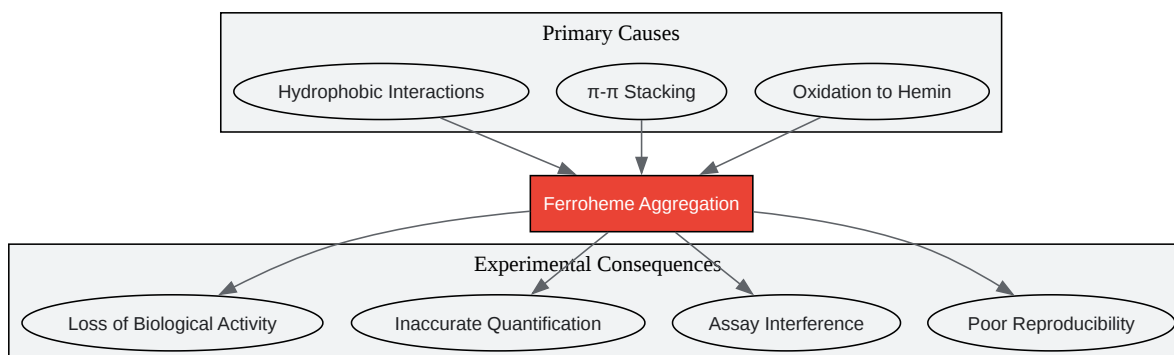 Primary Causes
Hydrophobic Interactions
π-π Stacking
Oxidation to Hemin
Ferroheme Aggregation
Experimental Consequences
Loss of Biological Activity
Inaccurate Quantification
Assay Interference
Poor Reproducibility